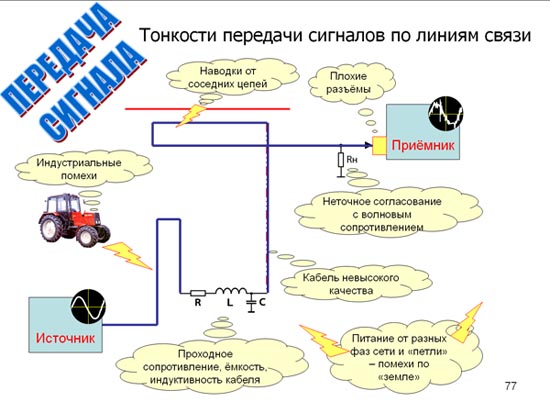 ПЕРЕДАЧА
СИГНАЛА
Тонкости передачи сигналов по линиям связи
Наводки от
соседних цепей
Плохие
разъёмы
Приёмник
Rн
Индустриальные
помехи
Неточное согласование
с волновым
сопротивлением
Кабель невысокого
качества
R L C
Источник
Проходное
сопротивление, ёмкость,
индуктивность кабеля
Питание от разных
фаз сети и «петли»
– помехи по
«земле»
77